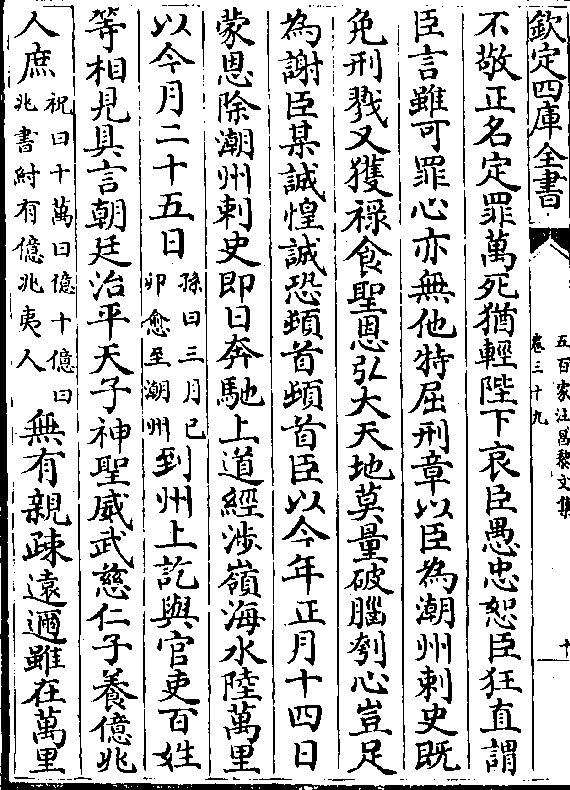 欽定四庫全書
五百家注昌黎文集
卷三十九
十
不敬正名定罪萬死猶輕陛下哀臣愚忠恕臣狂直謂
臣言雖可罪心亦無他特屈刑章以臣為潮州刺史既
免刑戮又獲祿食聖恩弘大天地莫量破腦刳心豈足
為謝臣某誠惶誠恐頓首頓首臣以今年正月十四日
蒙恩除潮州刺史即日奔馳上道經涉嶺海水陸萬里
以今月二十五日孫曰三月己卯愈至潮州到州上訖與官吏百姓
等相見具言朝廷治平天子神聖威武慈仁子養億兆
人庶祝曰十萬曰億十億曰兆書紂有億兆夷人無有親疎遠邇雖在萬里